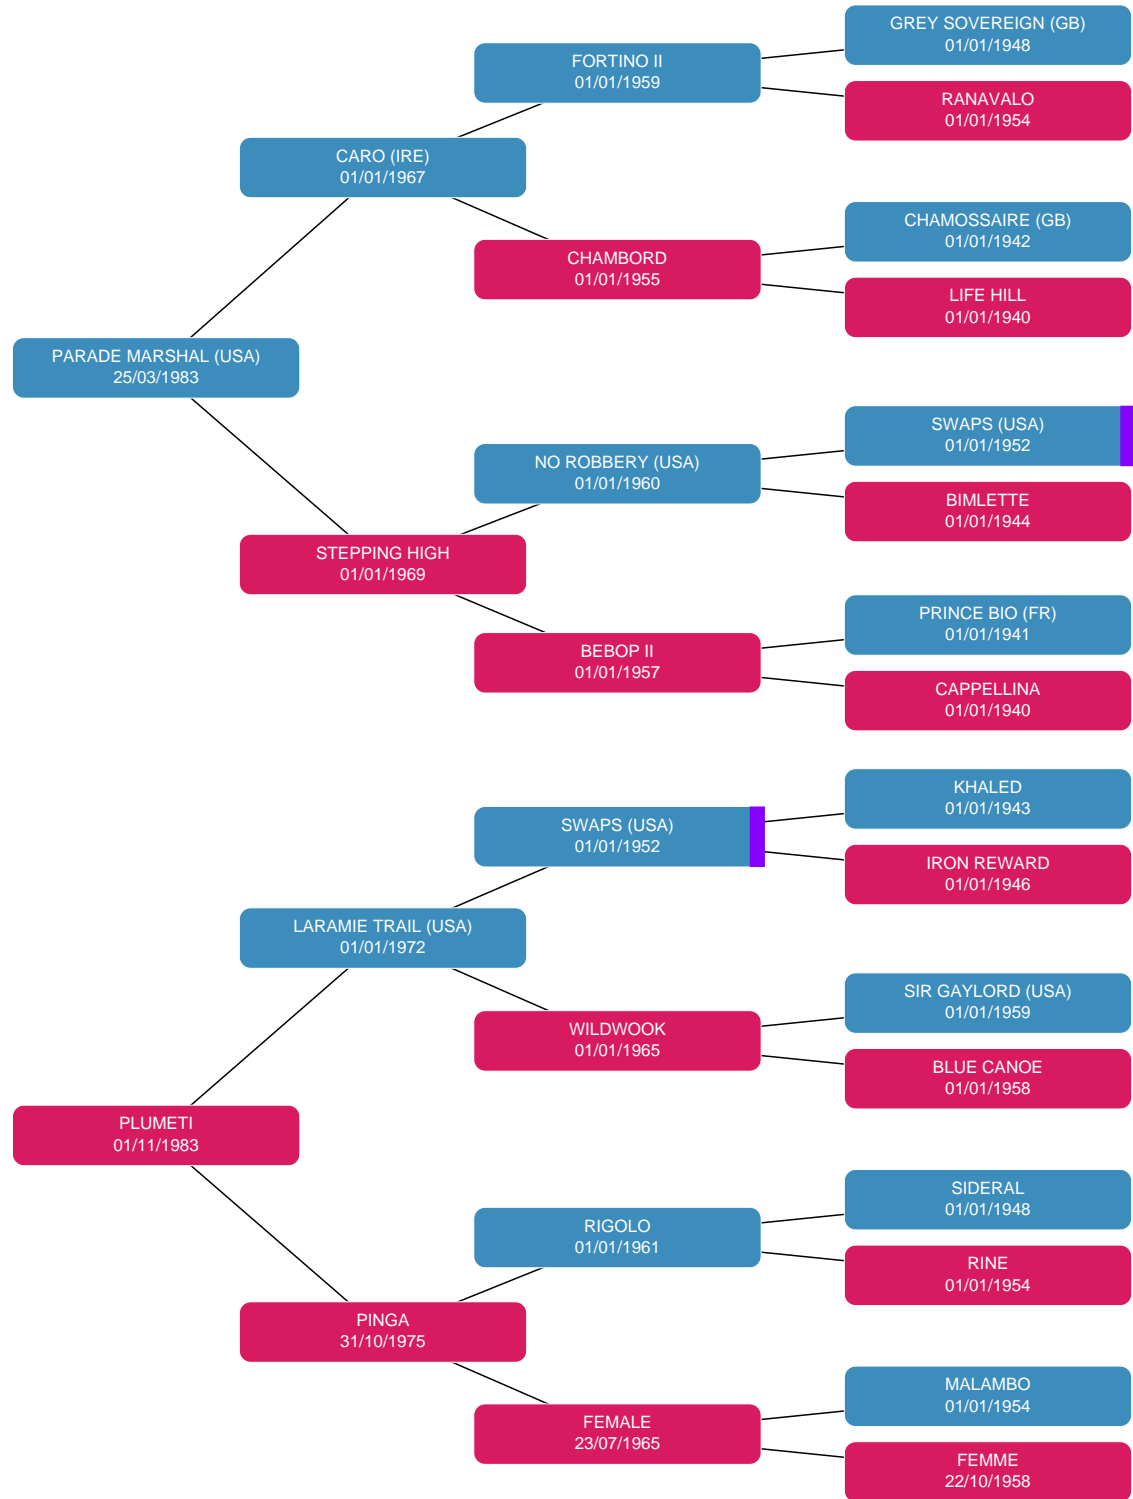 GREY SOVEREIGN (GB)
01/01/1948
FORTINO II
01/01/1959
RANAVALO
01/01/1954
CARO (IRE)
01/01/1967
CHAMOSSAIRE (GB)
01/01/1942
CHAMBORD
01/01/1955
LIFE HILL
01/01/1940
PARADE MARSHAL (USA)
25/03/1983
SWAPS (USA)
01/01/1952
NO ROBBERY (USA)
01/01/1960
BIMLETTE
01/01/1944
STEPPING HIGH
01/01/1969
PRINCE BIO (FR)
01/01/1941
BEBOP II
01/01/1957
CAPPELLINA
01/01/1940
KHALED
01/01/1943
SWAPS (USA)
01/01/1952
IRON REWARD
01/01/1946
LARAMIE TRAIL (USA)
01/01/1972
SIR GAYLORD (USA)
01/01/1959
WILDWOOK
01/01/1965
BLUE CANOE
01/01/1958
PLUMETI
01/11/1983
SIDERAL
01/01/1948
RIGOLO
01/01/1961
RINE
01/01/1954
PINGA
31/10/1975
MALAMBO
01/01/1954
FEMALE
23/07/1965
FEMME
22/10/1958